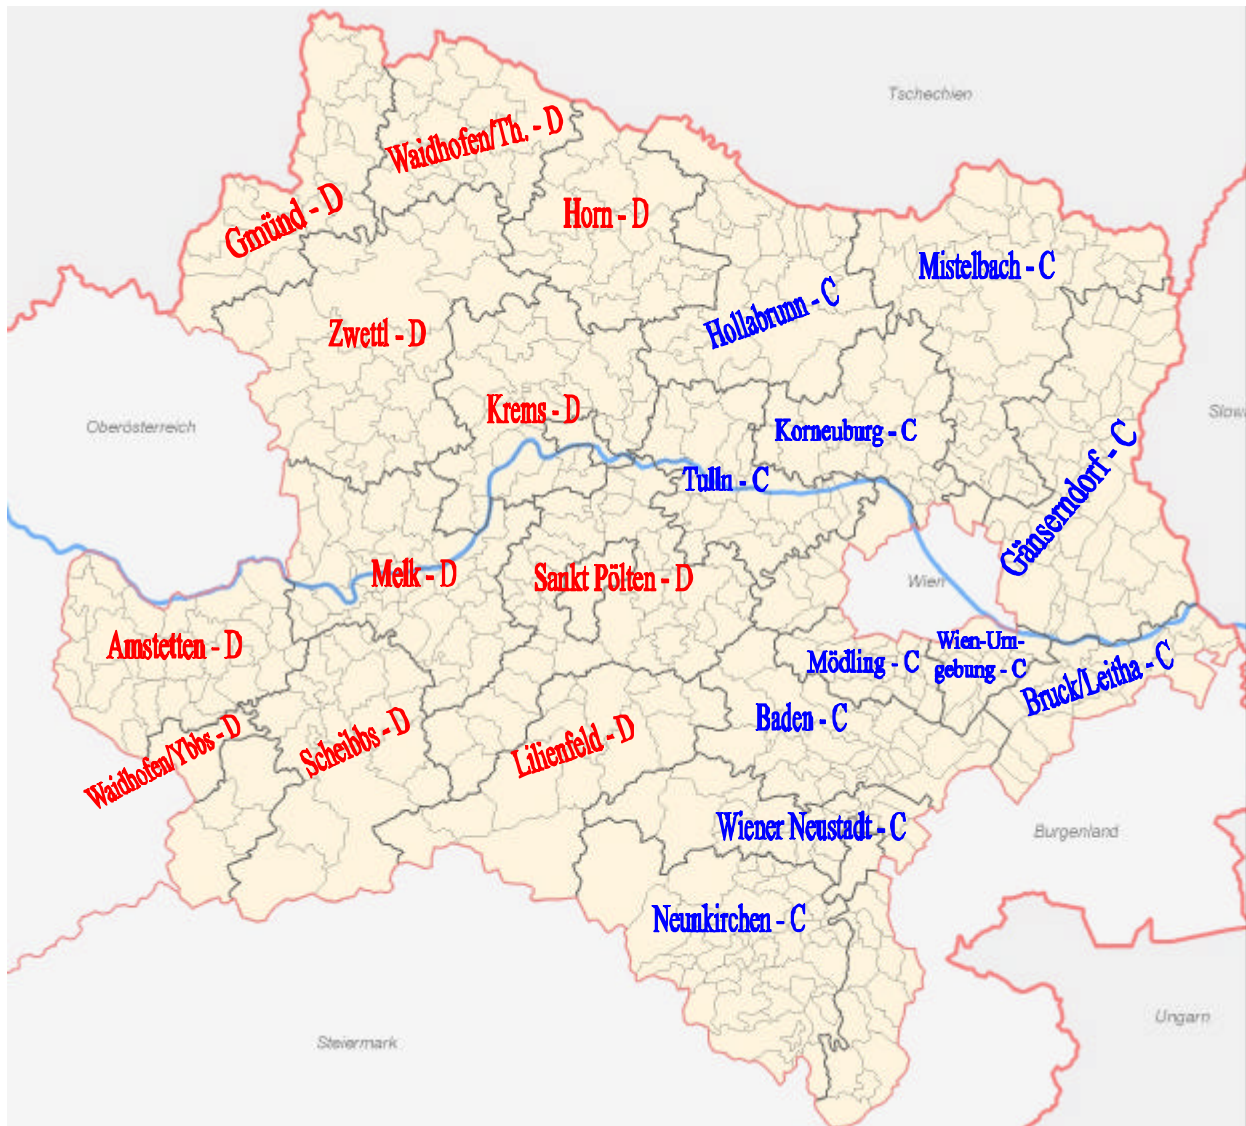 Tschechien
Waidhofen/Th. - D
Gmünd - D
Horn - D
Mistelbach - C
Hollabrunn - C
Zwettl - D
Krems - D
Oberösterreich
Korneuburg - C
Slow
Gänserndorf - C
Tulln - C
Melk - D
Sankt Pölten - D
Wien
Amstetten - D
Mödling - C
Wien-Um-
gebung - C
Bruck/Leitha - C
Baden - C
Waidhofen/Ybbs - D
Scheibbs - D
Lilienfeld - D
Wiener Neustadt - C
Burgenland
Neunkirchen - C
Ungarn
Steiermark